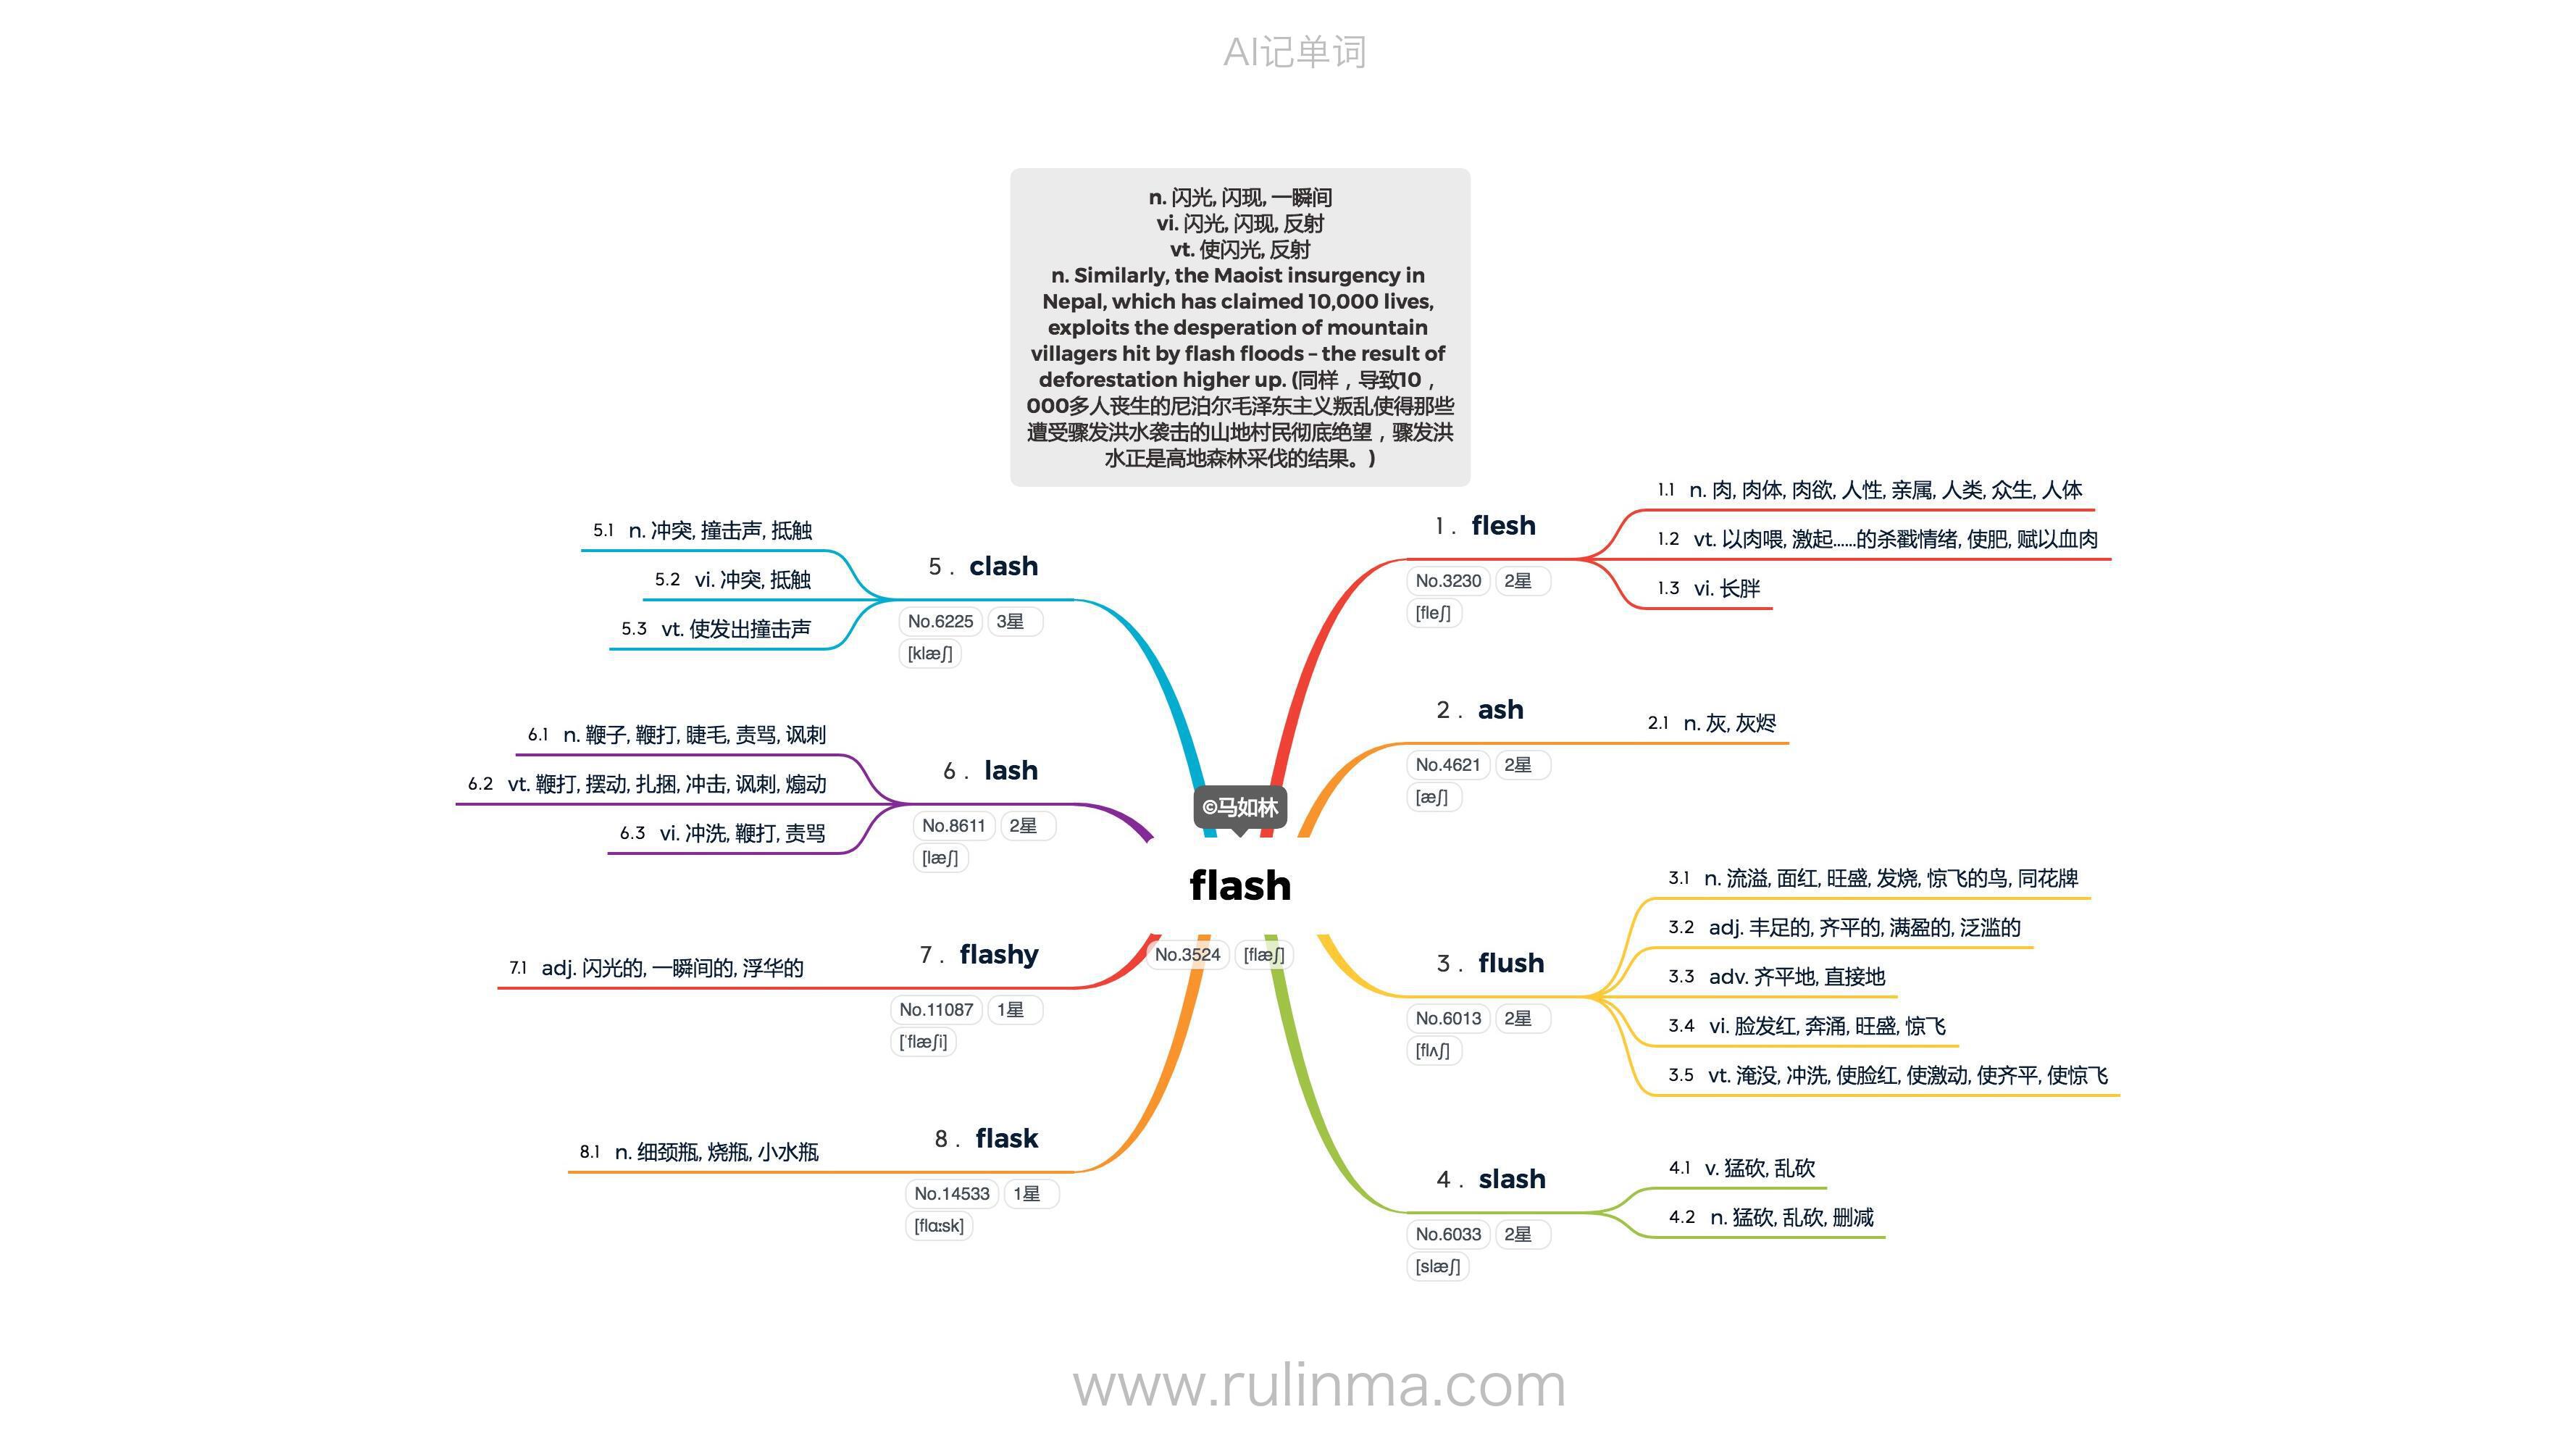 AI记单词
n. 闪光, 闪现, 一瞬间
vi. 闪光, 闪现, 反射
vt. 使闪光, 反射
n. Similarly, the Maoist insurgency in
Nepal, which has claimed 10,000 lives,
exploits the desperation of mountain
villagers hit by flash floods – the result of
deforestation higher up. (同样，导致10，
000多人丧生的尼泊尔毛泽东主义叛乱使得那些
遭受骤发洪水袭击的山地村民彻底绝望，骤发洪
水正是高地森林采伐的结果。)
©马如林
flash
No.3524 [flæʃ]
1. flesh
No.3230 2星
[fleʃ]
1.1 n. 肉, 肉体, 肉欲, 人性, 亲属, 人类, 众生, 人体
1.2 vt. 以肉喂, 激起......的杀戮情绪, 使肥, 赋以血肉
1.3 vi. 长胖
2. ash
No.4621 2星
[æʃ]
2.1 n. 灰, 灰烬
3. flush
No.6013 2星
[flʌʃ]
3.1 n. 流溢, 面红, 旺盛, 发烧, 惊飞的鸟, 同花牌
3.2 adj. 丰足的, 齐平的, 满盈的, 泛滥的
3.3 adv. 齐平地, 直接地
3.4 vi. 脸发红, 奔涌, 旺盛, 惊飞
3.5 vt. 淹没, 冲洗, 使脸红, 使激动, 使齐平, 使惊飞
4. slash
No.6033 2星
[slæʃ]
4.1 v. 猛砍, 乱砍
4.2 n. 猛砍, 乱砍, 删减
5. clash
No.6225 3星
[klæʃ]
5.1 n. 冲突, 撞击声, 抵触
5.2 vi. 冲突, 抵触
5.3 vt. 使发出撞击声
6. lash
No.8611 2星
[læʃ]
6.1 n. 鞭子, 鞭打, 睫毛, 责骂, 讽刺
6.2 vt. 鞭打, 摆动, 扎捆, 冲击, 讽刺, 煽动
6.3 vi. 冲洗, 鞭打, 责骂
7. flashy
No.11087 1星
[ˈflæʃi]
7.1 adj. 闪光的, 一瞬间的, 浮华的
8. flask
No.14533 1星
[flɑːsk]
8.1 n. 细颈瓶, 烧瓶, 小水瓶
www.rulinma.com